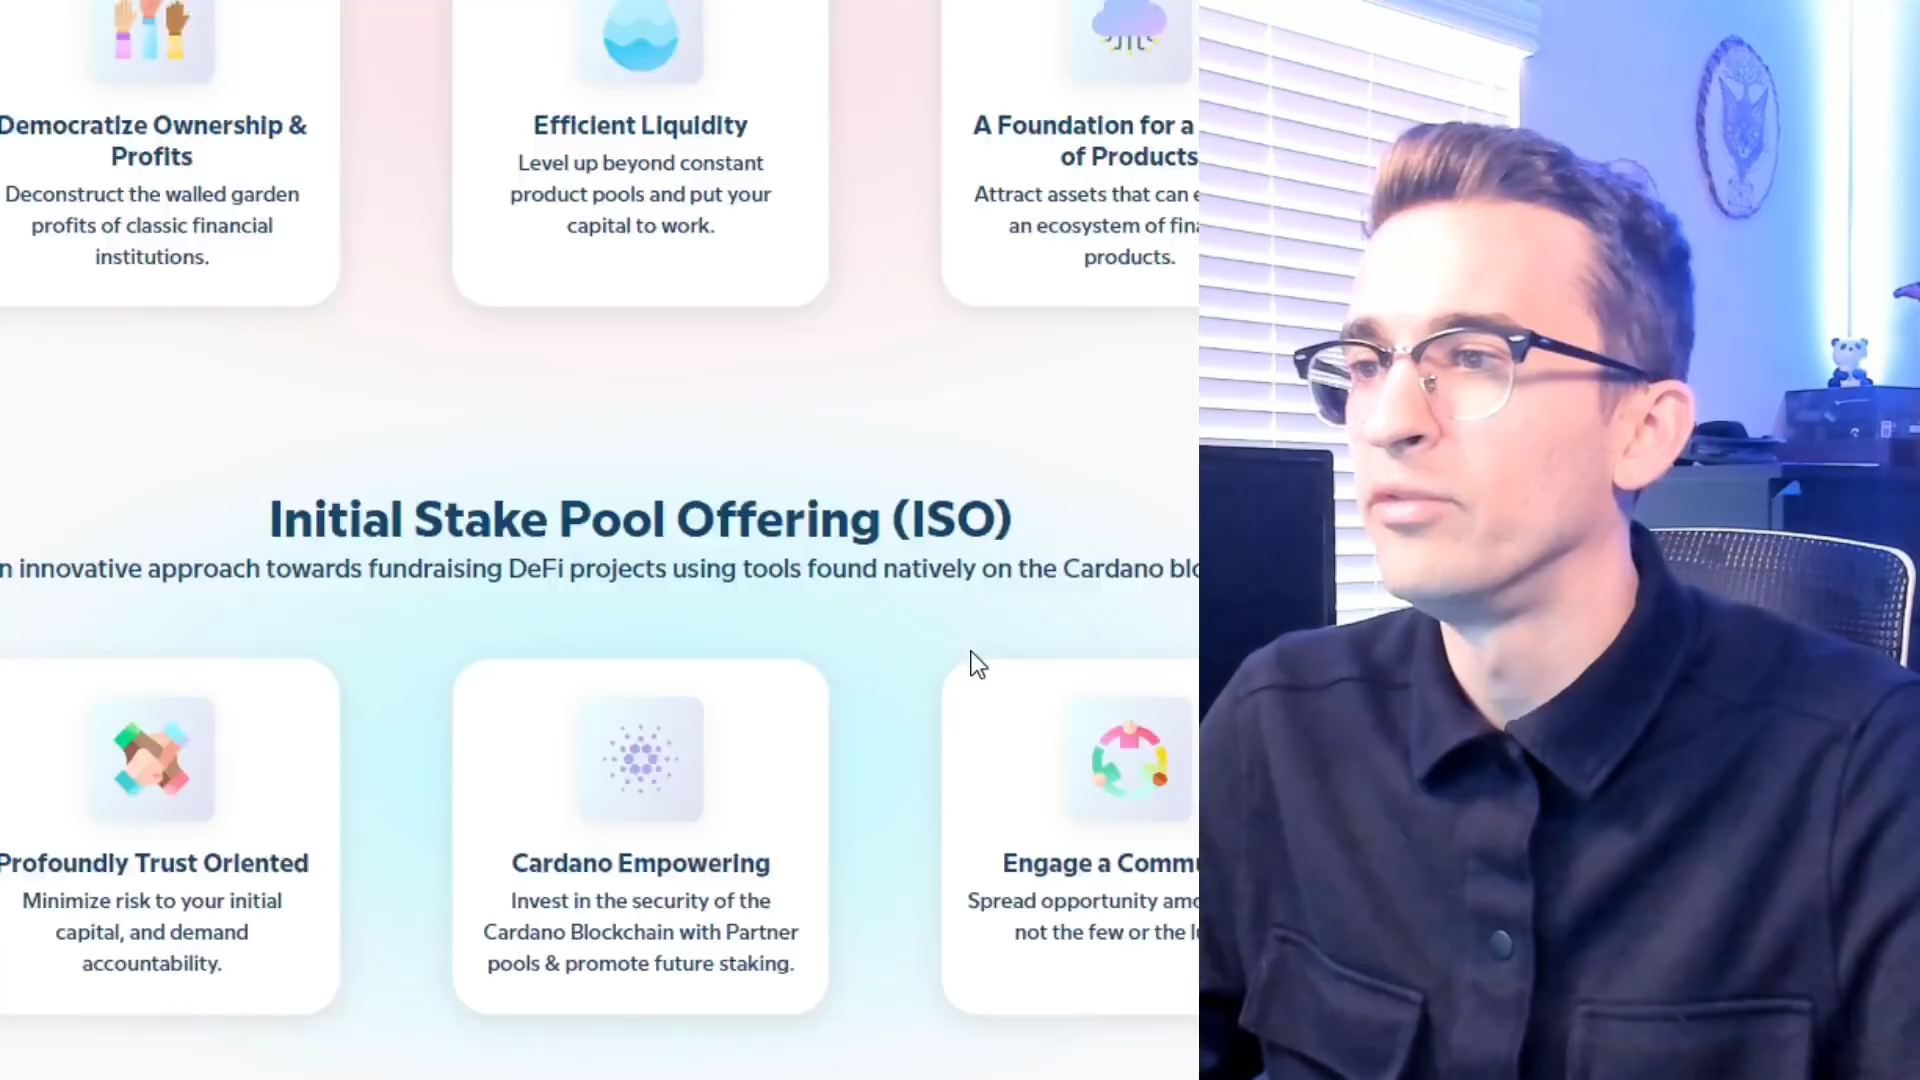 Democratize Ownership &
Profits
Deconstruct the walled garden
profits of classic financial
institutions.
Efficient Liquidity
Level up beyond constant
product pools and put your
capital to work.
A Foundation for a
of Products
Attract assets that can
an ecosystem of
products.
Initial Stake Pool Offering (ISO)
innovative approach towards fundraising DeFi projects using tools found natively on the Cardano
Profoundly Trust Oriented
Minimize risk to your initial
capital, and demand
accountability.
Cardano Empowering
Invest in the security of the
Cardano Blockchain with Partner
pools & promote future staking.
Engage a
Spread opportunity
not the few or the